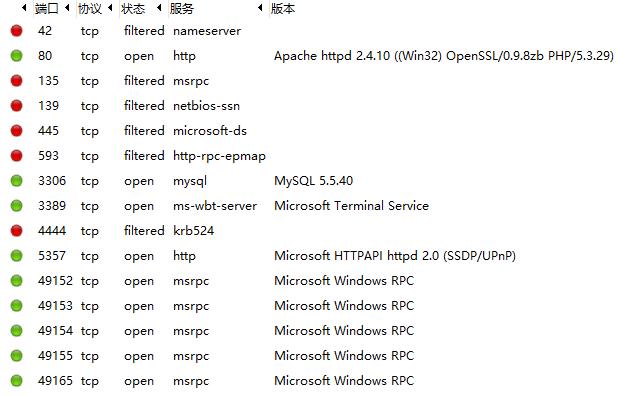 端口 协议 状态 服务 版本
42 tcp filtered nameserver
80 tcp open http Apache httpd 2.4.10 ((Win32) OpenSSL/0.9.8zb PHP/5.3.29)
135 tcp filtered msrpc
139 tcp filtered netbios-ssn
445 tcp filtered microsoft-ds
593 tcp filtered http-rpc-epmap
3306 tcp open mysql MySQL 5.5.40
3389 tcp open ms-wbt-server Microsoft Terminal Service
4444 tcp filtered krb524
5357 tcp open http Microsoft HTTPAPI httpd 2.0 (SSDP/UPnP)
49152 tcp open msrpc Microsoft Windows RPC
49153 tcp open msrpc Microsoft Windows RPC
49154 tcp open msrpc Microsoft Windows RPC
49155 tcp open msrpc Microsoft Windows RPC
49165 tcp open msrpc Microsoft Windows RPC